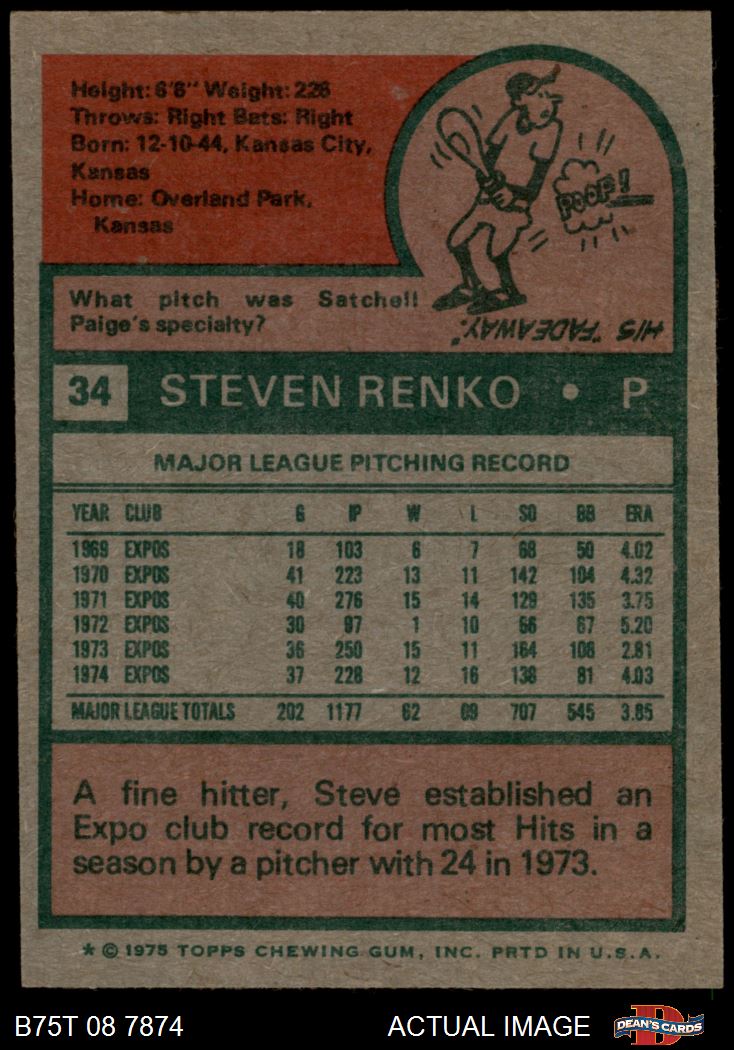 Height: 6'6" Weight: 226
Throws: Right Bats: Right
Born: 12-10-44, Kansas City,
Kansas
Home: Overland Park,
Kansas
POOF!
What pitch was Satchell
Paige's specialty?
HIS "FADEAWAY."
34 STEVEN RENKO • P
MAJOR LEAGUE PITCHING RECORD
YEAR CLUB G IP W L SO BB ERA
1969 EXPOS 18 103 6 7 68 50 4.02
1970 EXPOS 41 223 13 11 142 104 4.32
1971 EXPOS 40 276 15 14 129 135 3.75
1972 EXPOS 30 97 1 10 66 67 5.20
1973 EXPOS 36 250 15 11 164 108 2.81
1974 EXPOS 37 228 12 16 138 81 4.03
MAJOR LEAGUE TOTALS 202 1177 62 69 707 545 3.85
A fine hitter, Steve established an
Expo club record for most Hits in a
season by a pitcher with 24 in 1973.
* © 1975 TOPPS CHEWING GUM, INC. PRTD IN U.S.A.
B75T 08 7874 ACTUAL IMAGE DEAN'S CARDS